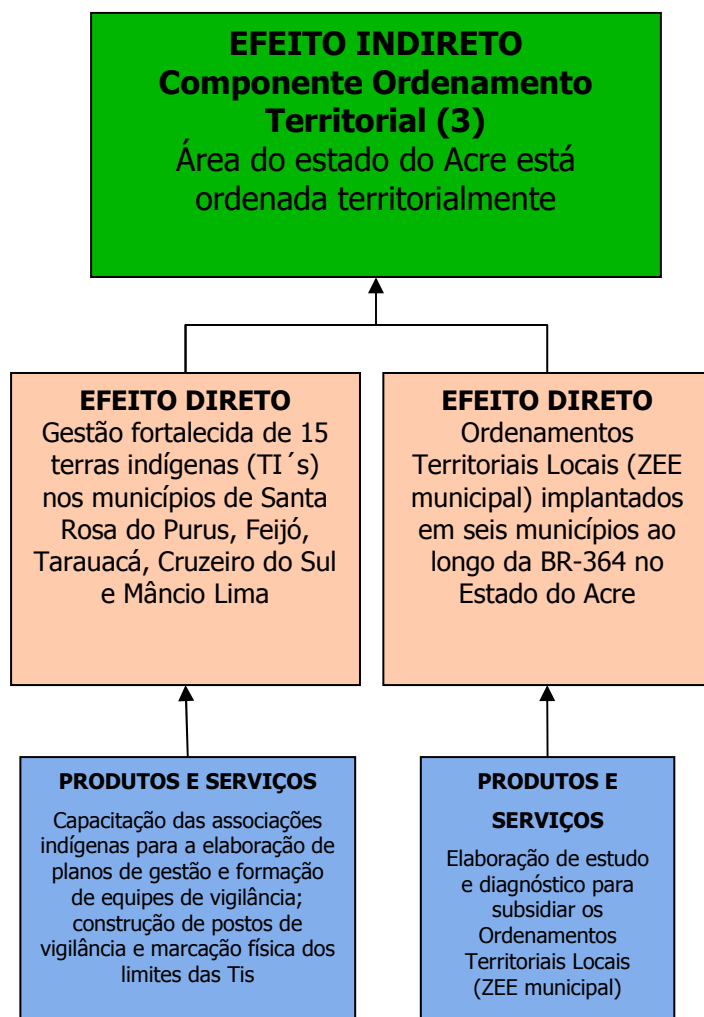 EFEITO INDIRETO
Componente Ordenamento
Territorial (3)
Área do estado do Acre está
ordenada territorialmente
EFEITO DIRETO
Gestão fortalecida de 15
terras indígenas (TI´s)
nos municípios de Santa
Rosa do Purus, Feijó,
Tarauacá, Cruzeiro do Sul
e Mâncio Lima
EFEITO DIRETO
Ordenamentos
Territoriais Locais (ZEE
municipal) implantados
em seis municípios ao
longo da BR-364 no
Estado do Acre
PRODUTOS E SERVIÇOS
Capacitação das associações
indígenas para a elaboração de
planos de gestão e formação
de equipes de vigilância;
construção de postos de
vigilância e marcação física dos
limites das Tis
PRODUTOS E
SERVIÇOS
Elaboração de estudo
e diagnóstico para
subsidiar os
Ordenamentos
Territoriais Locais
(ZEE municipal)